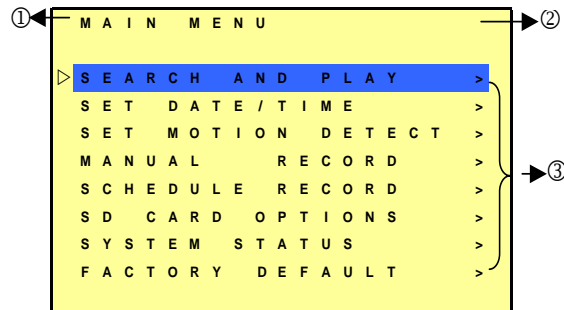 ① MAIN MENU ②
▷ SEARCH AND PLAY >
SET DATE/TIME >
SET MOTION DETECT >
MANUAL RECORD >
SCHEDULE RECORD >
SD CARD OPTIONS >
SYSTEM STATUS >
FACTORY DEFAULT >
③